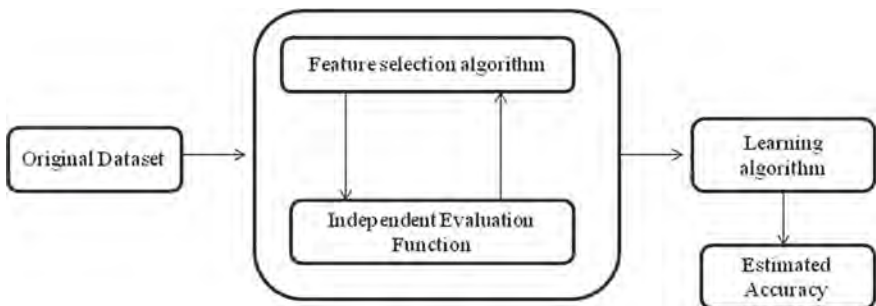 Feature selection algorithm
Original Dataset
Independent Evaluation
Function
Learning
algorithm
Estimated
Accuracy